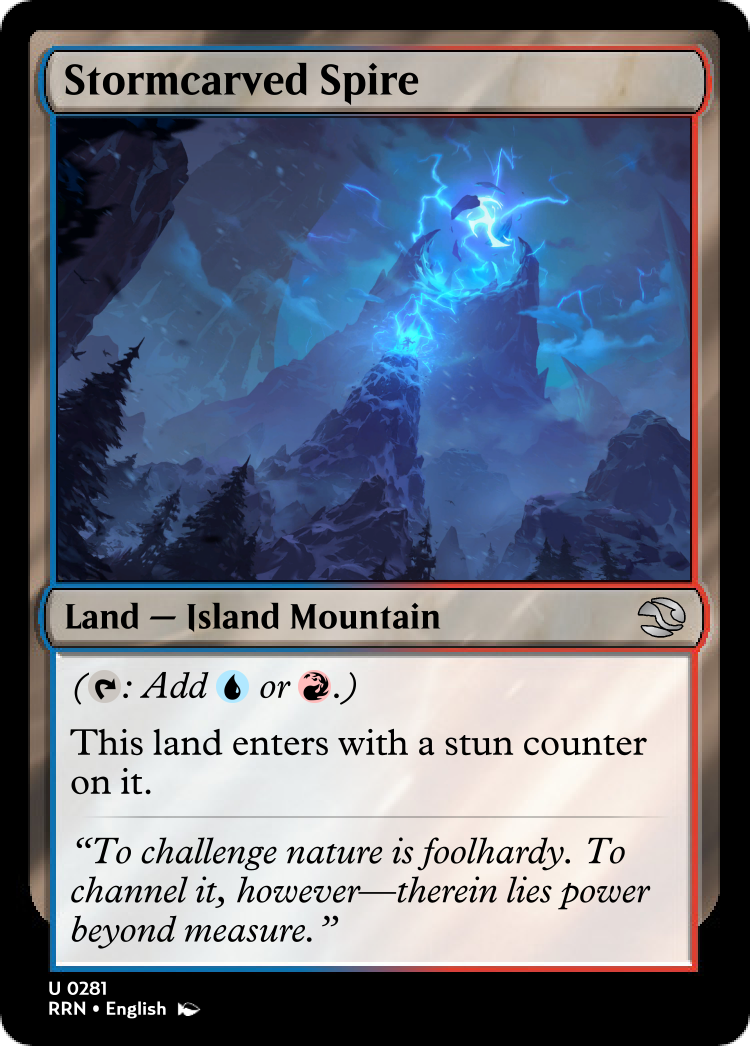 Stormcarved Spire
Land — Island Mountain
(: Add or .)
This land enters with a stun counter
on it.
“To challenge nature is foolhardy. To
channel it, however—therein lies power
beyond measure.”
U 0281
RRN • English